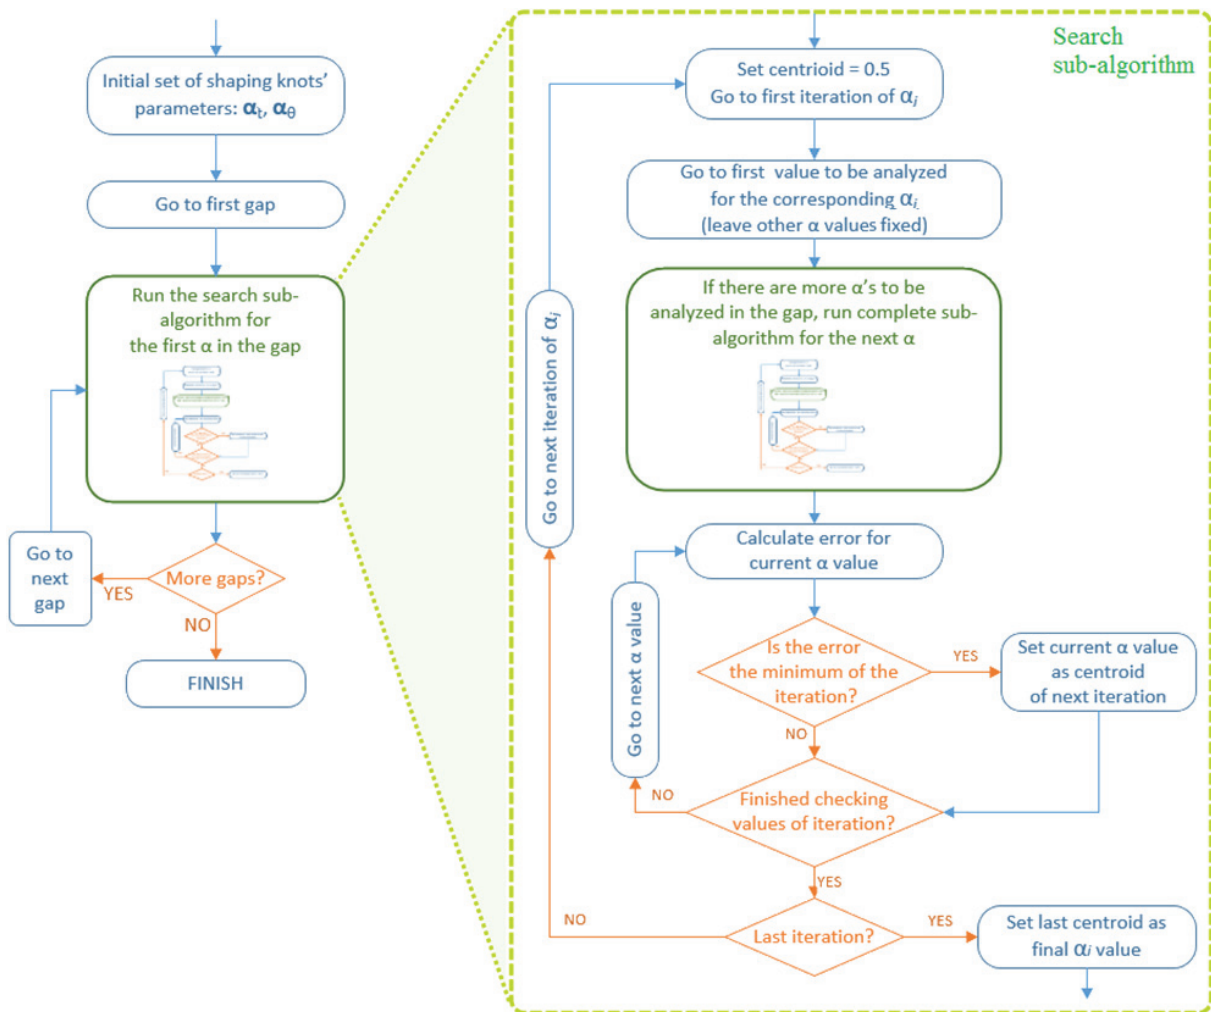 Initial set of shaping knots'
parameters: αt, αθ
Go to first gap
Run the search sub-
algorithm for
the first α in the gap
Go to
next
gap
YES
More gaps?
NO
FINISH
Search
sub-algorithm
Set centrioid = 0.5
Go to first iteration of αi
Go to first value to be analyzed
for the corresponding αi
(leave other α values fixed)
If there are more α's to be
analyzed in the gap, run complete sub-
algorithm for the next α
Go to next iteration of αi
Calculate error for
current α value
Go to next α value
Is the error
the minimum of the
iteration?
YES
Set current α value
as centroid
of next iteration
NO
Finished checking
values of iteration?
NO
YES
Last iteration?
NO
YES
Set last centroid as
final αi value